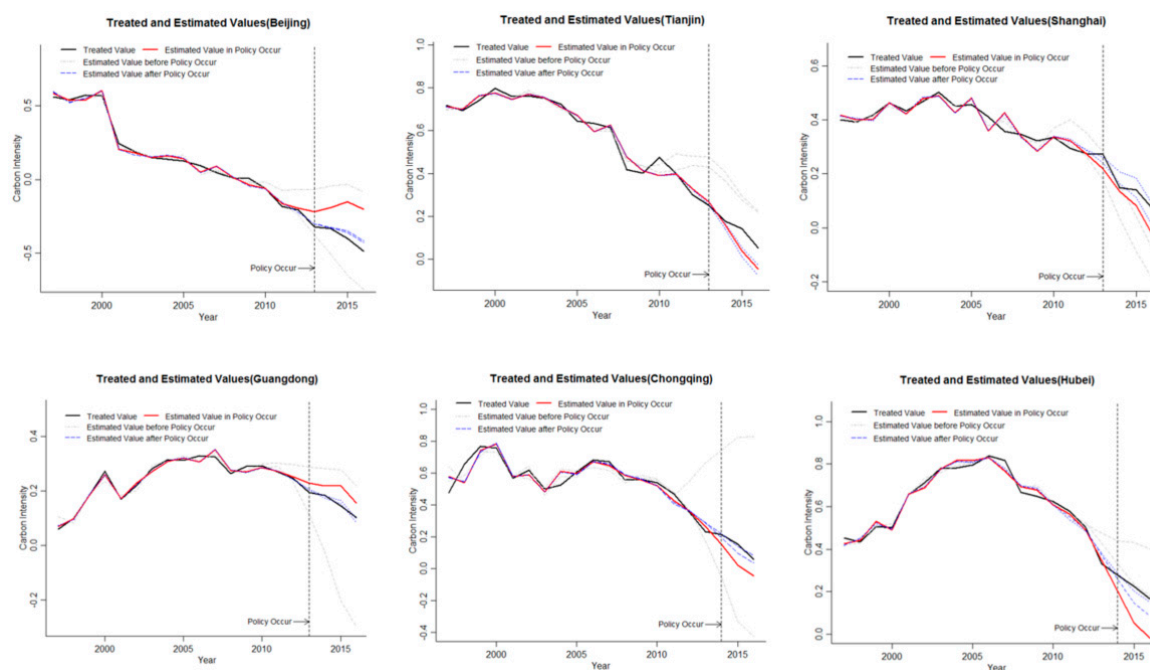 Treated and Estimated Values(Beijing)
Treated Value
Estimated Value in Policy Occur
Estimated Value before Policy Occur
Estimated Value after Policy Occur
Carbon Intensity
0.5
0.0
-0.5
Policy Occur
2000
2005
2010
2015
Year
Treated and Estimated Values(Tianjin)
Treated Value
Estimated Value in Policy Occur
Estimated Value before Policy Occur
Estimated Value after Policy Occur
Carbon Intensity
1.0
0.8
0.6
0.4
0.2
0.0
Policy Occur
2000
2005
2010
2015
Year
Treated and Estimated Values(Shanghai)
Treated Value
Estimated Value in Policy Occur
Estimated Value before Policy Occur
Estimated Value after Policy Occur
Carbon Intensity
0.6
0.4
0.2
0.0
-0.2
Policy Occur
2000
2005
2010
2015
Year
Treated and Estimated Values(Guangdong)
Treated Value
Estimated Value in Policy Occur
Estimated Value before Policy Occur
Estimated Value after Policy Occur
Carbon Intensity
0.4
0.2
0.0
-0.2
Policy Occur
2000
2005
2010
2015
Year
Treated and Estimated Values(Chongqing)
Treated Value
Estimated Value in Policy Occur
Estimated Value before Policy Occur
Estimated Value after Policy Occur
Carbon Intensity
1.0
0.8
0.6
0.4
0.2
0.0
-0.4
Policy Occur
2000
2005
2010
2015
Year
Treated and Estimated Values(Hubei)
Treated Value
Estimated Value in Policy Occur
Estimated Value before Policy Occur
Estimated Value after Policy Occur
Carbon Intensity
1.0
0.8
0.6
0.4
0.2
0.0
Policy Occur
2000
2005
2010
2015
Year